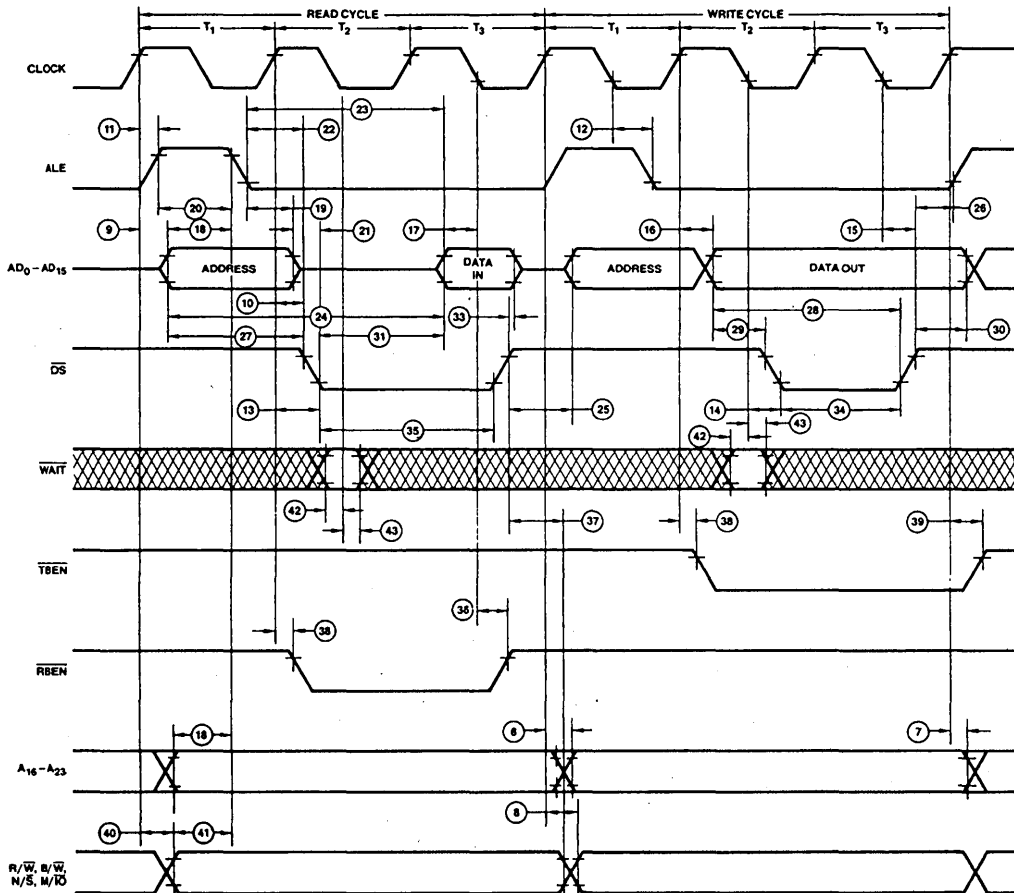 READ CYCLE WRITE CYCLE
T1 T2 T3 T1 T2 T3
CLOCK
23
11 22 12
ALE
20 19 26
9 18 21 17 16 15
AD0–AD15 ADDRESS DATA IN ADDRESS DATA OUT
10
24 33 28
27 31 29 30
DS
13 25 14 34
35 42 43
WAIT
42 43 37 38 39
TBEN
36
38
RBEN
18 6 7
A16–A23
8
40 41
R/W, B/W,
N/S, M/IO